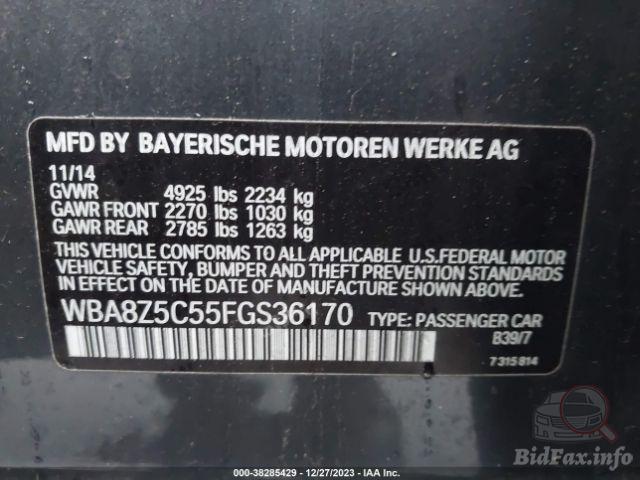 MFD BY BAYERISCHE MOTOREN WERKE AG
11/14
GVWR 4925 lbs 2234 kg
GAWR FRONT 2270 lbs 1030 kg
GAWR REAR 2785 lbs 1263 kg
THIS VEHICLE CONFORMS TO ALL APPLICABLE U.S.FEDERAL MOTOR
VEHICLE SAFETY, BUMPER AND THEFT PREVENTION STANDARDS
IN EFFECT ON THE DATE OF MANUFACTURE SHOWN ABOVE.
WBA8Z5C55FGS36170 TYPE: PASSENGER CAR
B39/7
7 315 814
BidFax.info
000-38285429 - 12/27/2023 - IAA Inc.